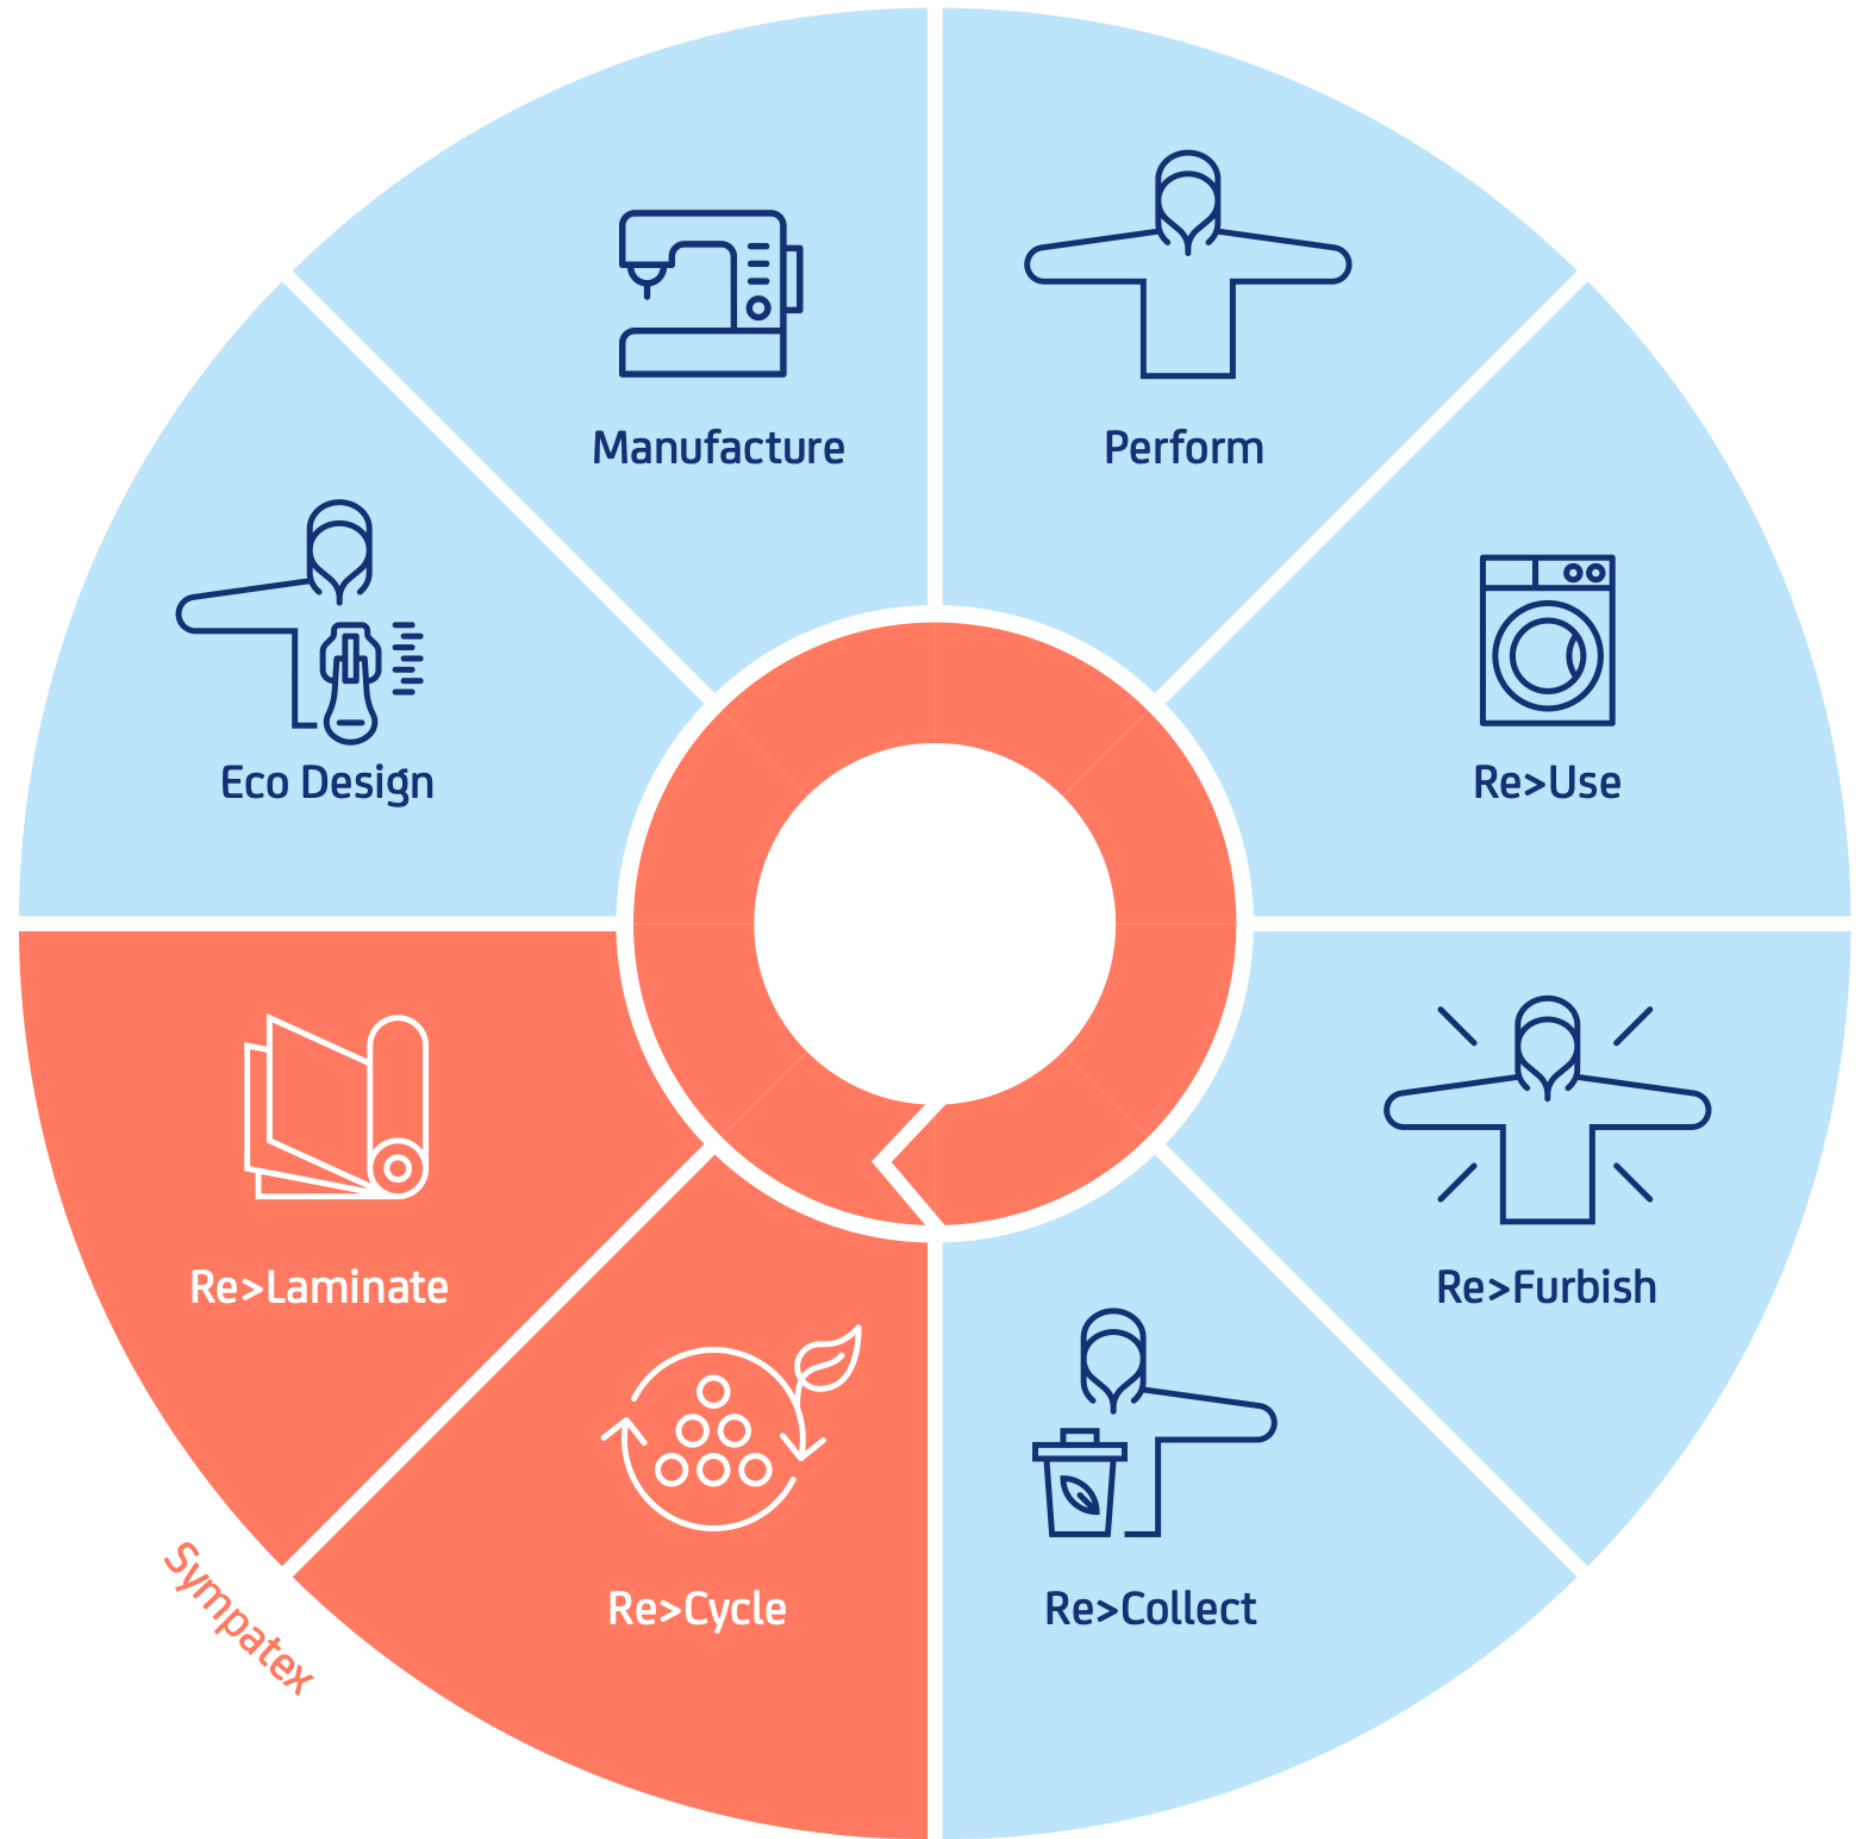 Manufacture
Perform
Eco Design
Re>Use
Re>Laminate
Re>Furbish
Re>Cycle
Re>Collect
Sympatex